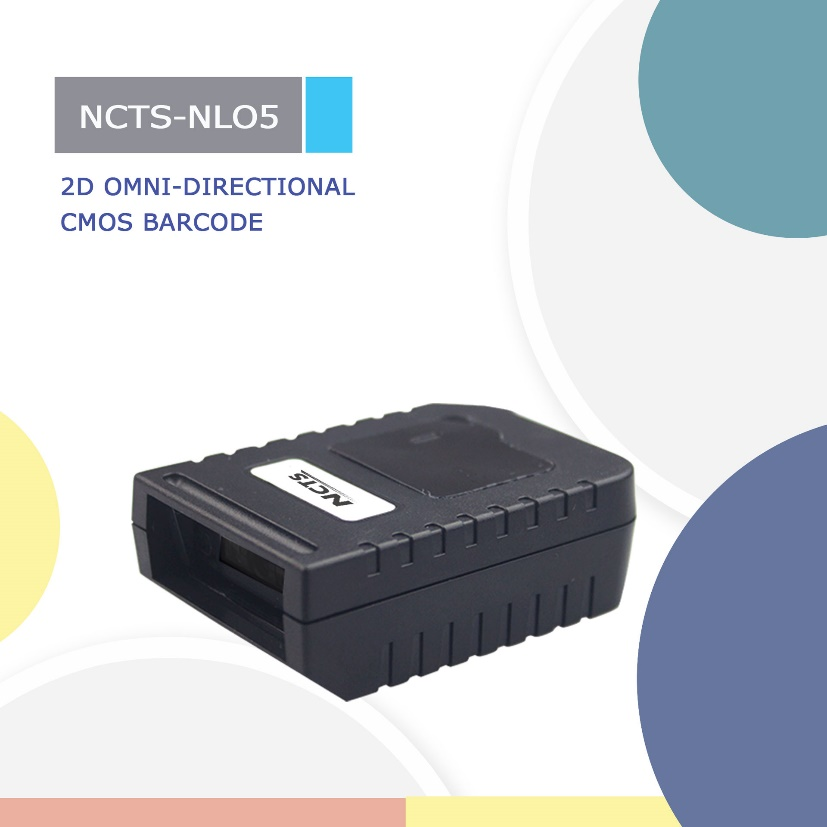 NCTS-NLO5
2D OMNI-DIRECTIONAL
CMOS BARCODE
NCTS